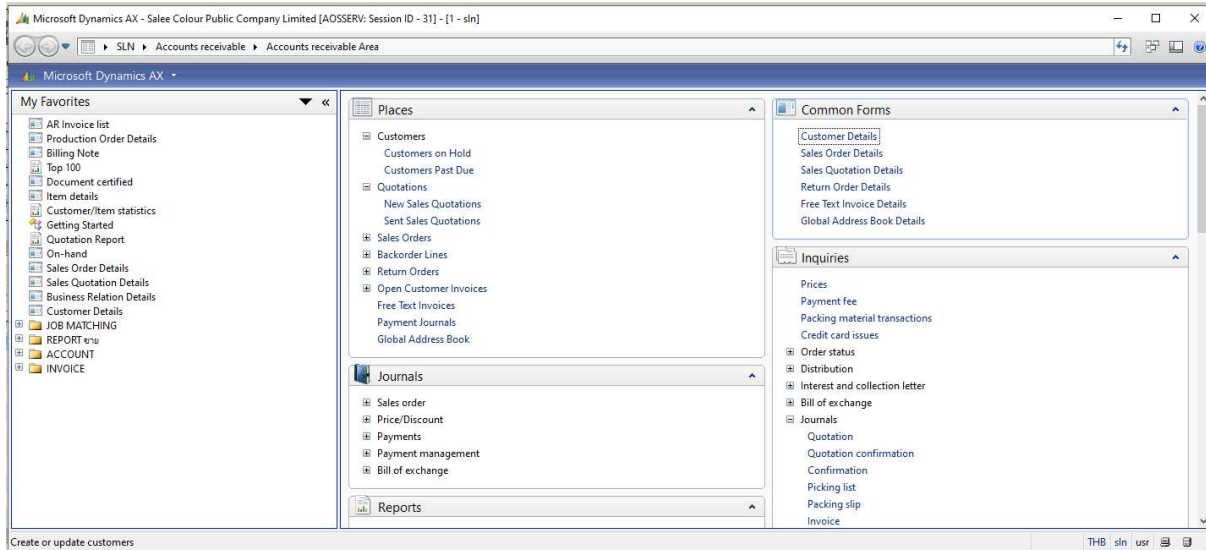 Microsoft Dynamics AX - Salee Colour Public Company Limited [AOSSERV: Session ID - 31] - [1 - sln]
SLN Accounts receivable Accounts receivable Area
Microsoft Dynamics AX
My Favorites
AR Invoice list
Production Order Details
Billing Note
Top 100
Document certified
Item details
Customer/Item statistics
Getting Started
Quotation Report
On-hand
Sales Order Details
Sales Quotation Details
Business Relation Details
Customer Details
JOB MATCHING
REPORT ขาย
ACCOUNT
INVOICE
Places
Customers
Customers on Hold
Customers Past Due
Quotations
New Sales Quotations
Sent Sales Quotations
Sales Orders
Backorder Lines
Return Orders
Open Customer Invoices
Free Text Invoices
Payment Journals
Global Address Book
Journals
Sales order
Price/Discount
Payments
Payment management
Bill of exchange
Reports
Common Forms
Customer Details
Sales Order Details
Sales Quotation Details
Return Order Details
Free Text Invoice Details
Global Address Book Details
Inquiries
Prices
Payment fee
Packing material transactions
Credit card issues
Order status
Distribution
Interest and collection letter
Bill of exchange
Journals
Quotation
Quotation confirmation
Confirmation
Picking list
Packing slip
Invoice
Create or update customers
THB sln usr